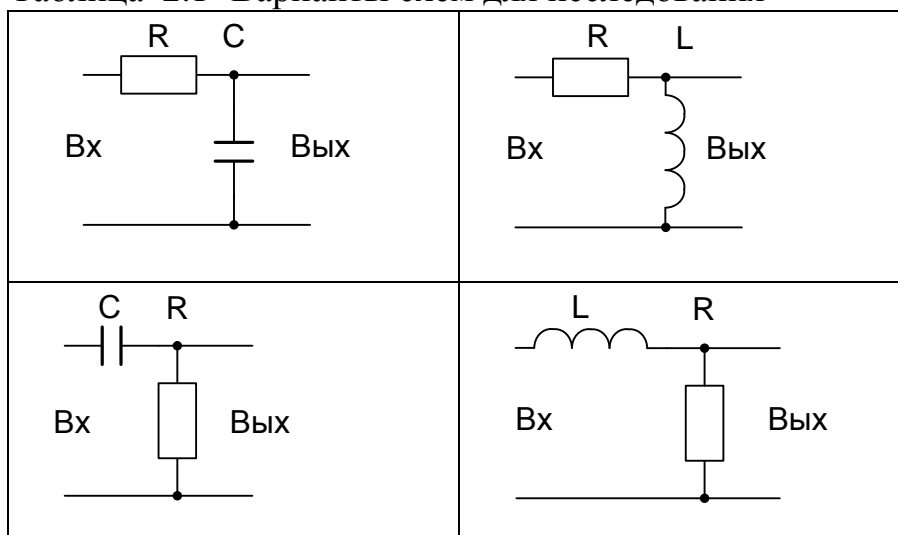 Таблица 2.1 Варианты схем для исследования
R C
Вх Вых
R L
Вх Вых
C R
Вх Вых
L R
Вх Вых